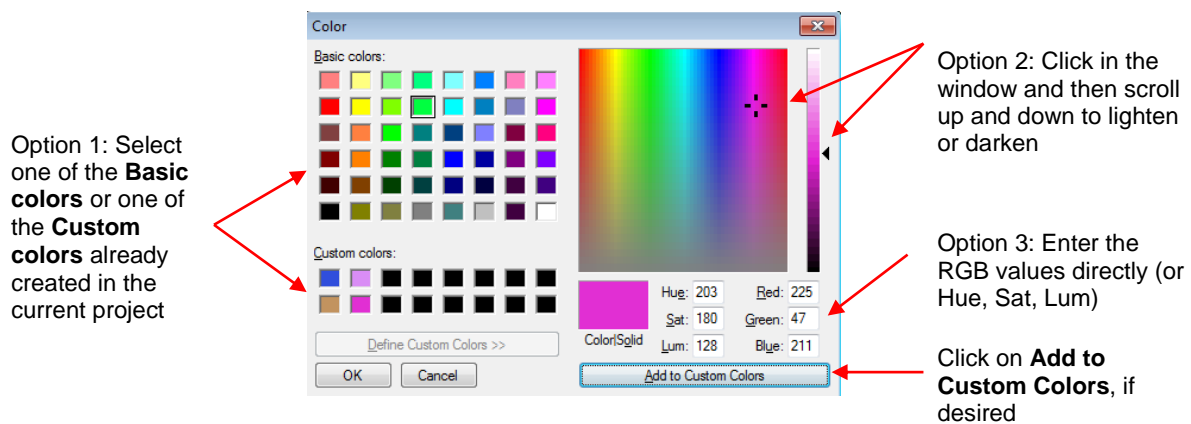 Color
Basic colors:
Option 1: Select
one of the Basic
colors or one of
the Custom
colors already
created in the
current project
Custom colors:
Define Custom Colors >>
OK Cancel
Hue: 203 Red: 225
Sat: 180 Green: 47
Color|Solid Lum: 128 Blue: 211
Add to Custom Colors
Option 2: Click in the
window and then scroll
up and down to lighten
or darken
Option 3: Enter the
RGB values directly (or
Hue, Sat, Lum)
Click on Add to
Custom Colors, if
desired